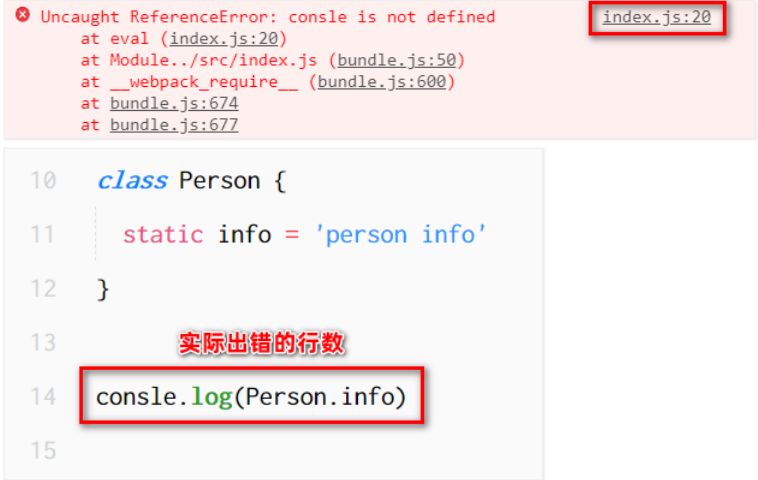 Uncaught ReferenceError: consle is not defined index.js:20
at eval (index.js:20)
at Module../src/index.js (bundle.js:50)
at __webpack_require__ (bundle.js:600)
at bundle.js:674
at bundle.js:677
10 class Person {
11 static info = 'person info'
12 }
13 实际出错的行数
14 consle.log(Person.info)
15